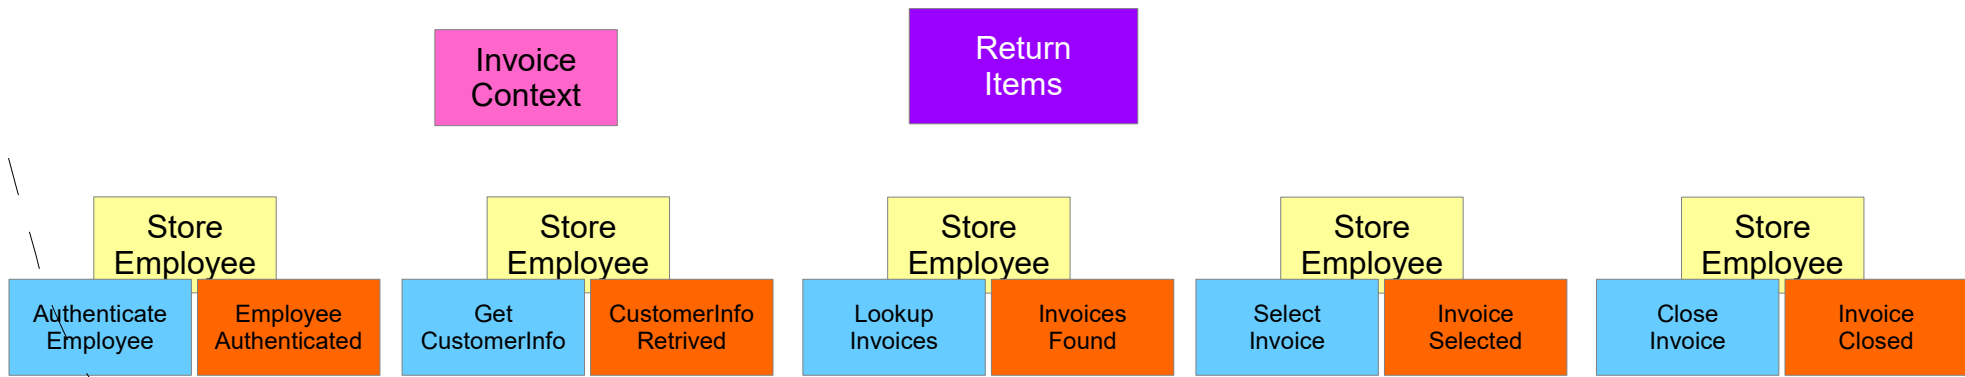 Invoice
Context
Return
Items
Store
Employee
Authenticate
Employee
Employee
Authenticated
Store
Employee
Get
CustomerInfo
CustomerInfo
Retrived
Store
Employee
Lookup
Invoices
Invoices
Found
Store
Employee
Select
Invoice
Invoice
Selected
Store
Employee
Close
Invoice
Invoice
Closed